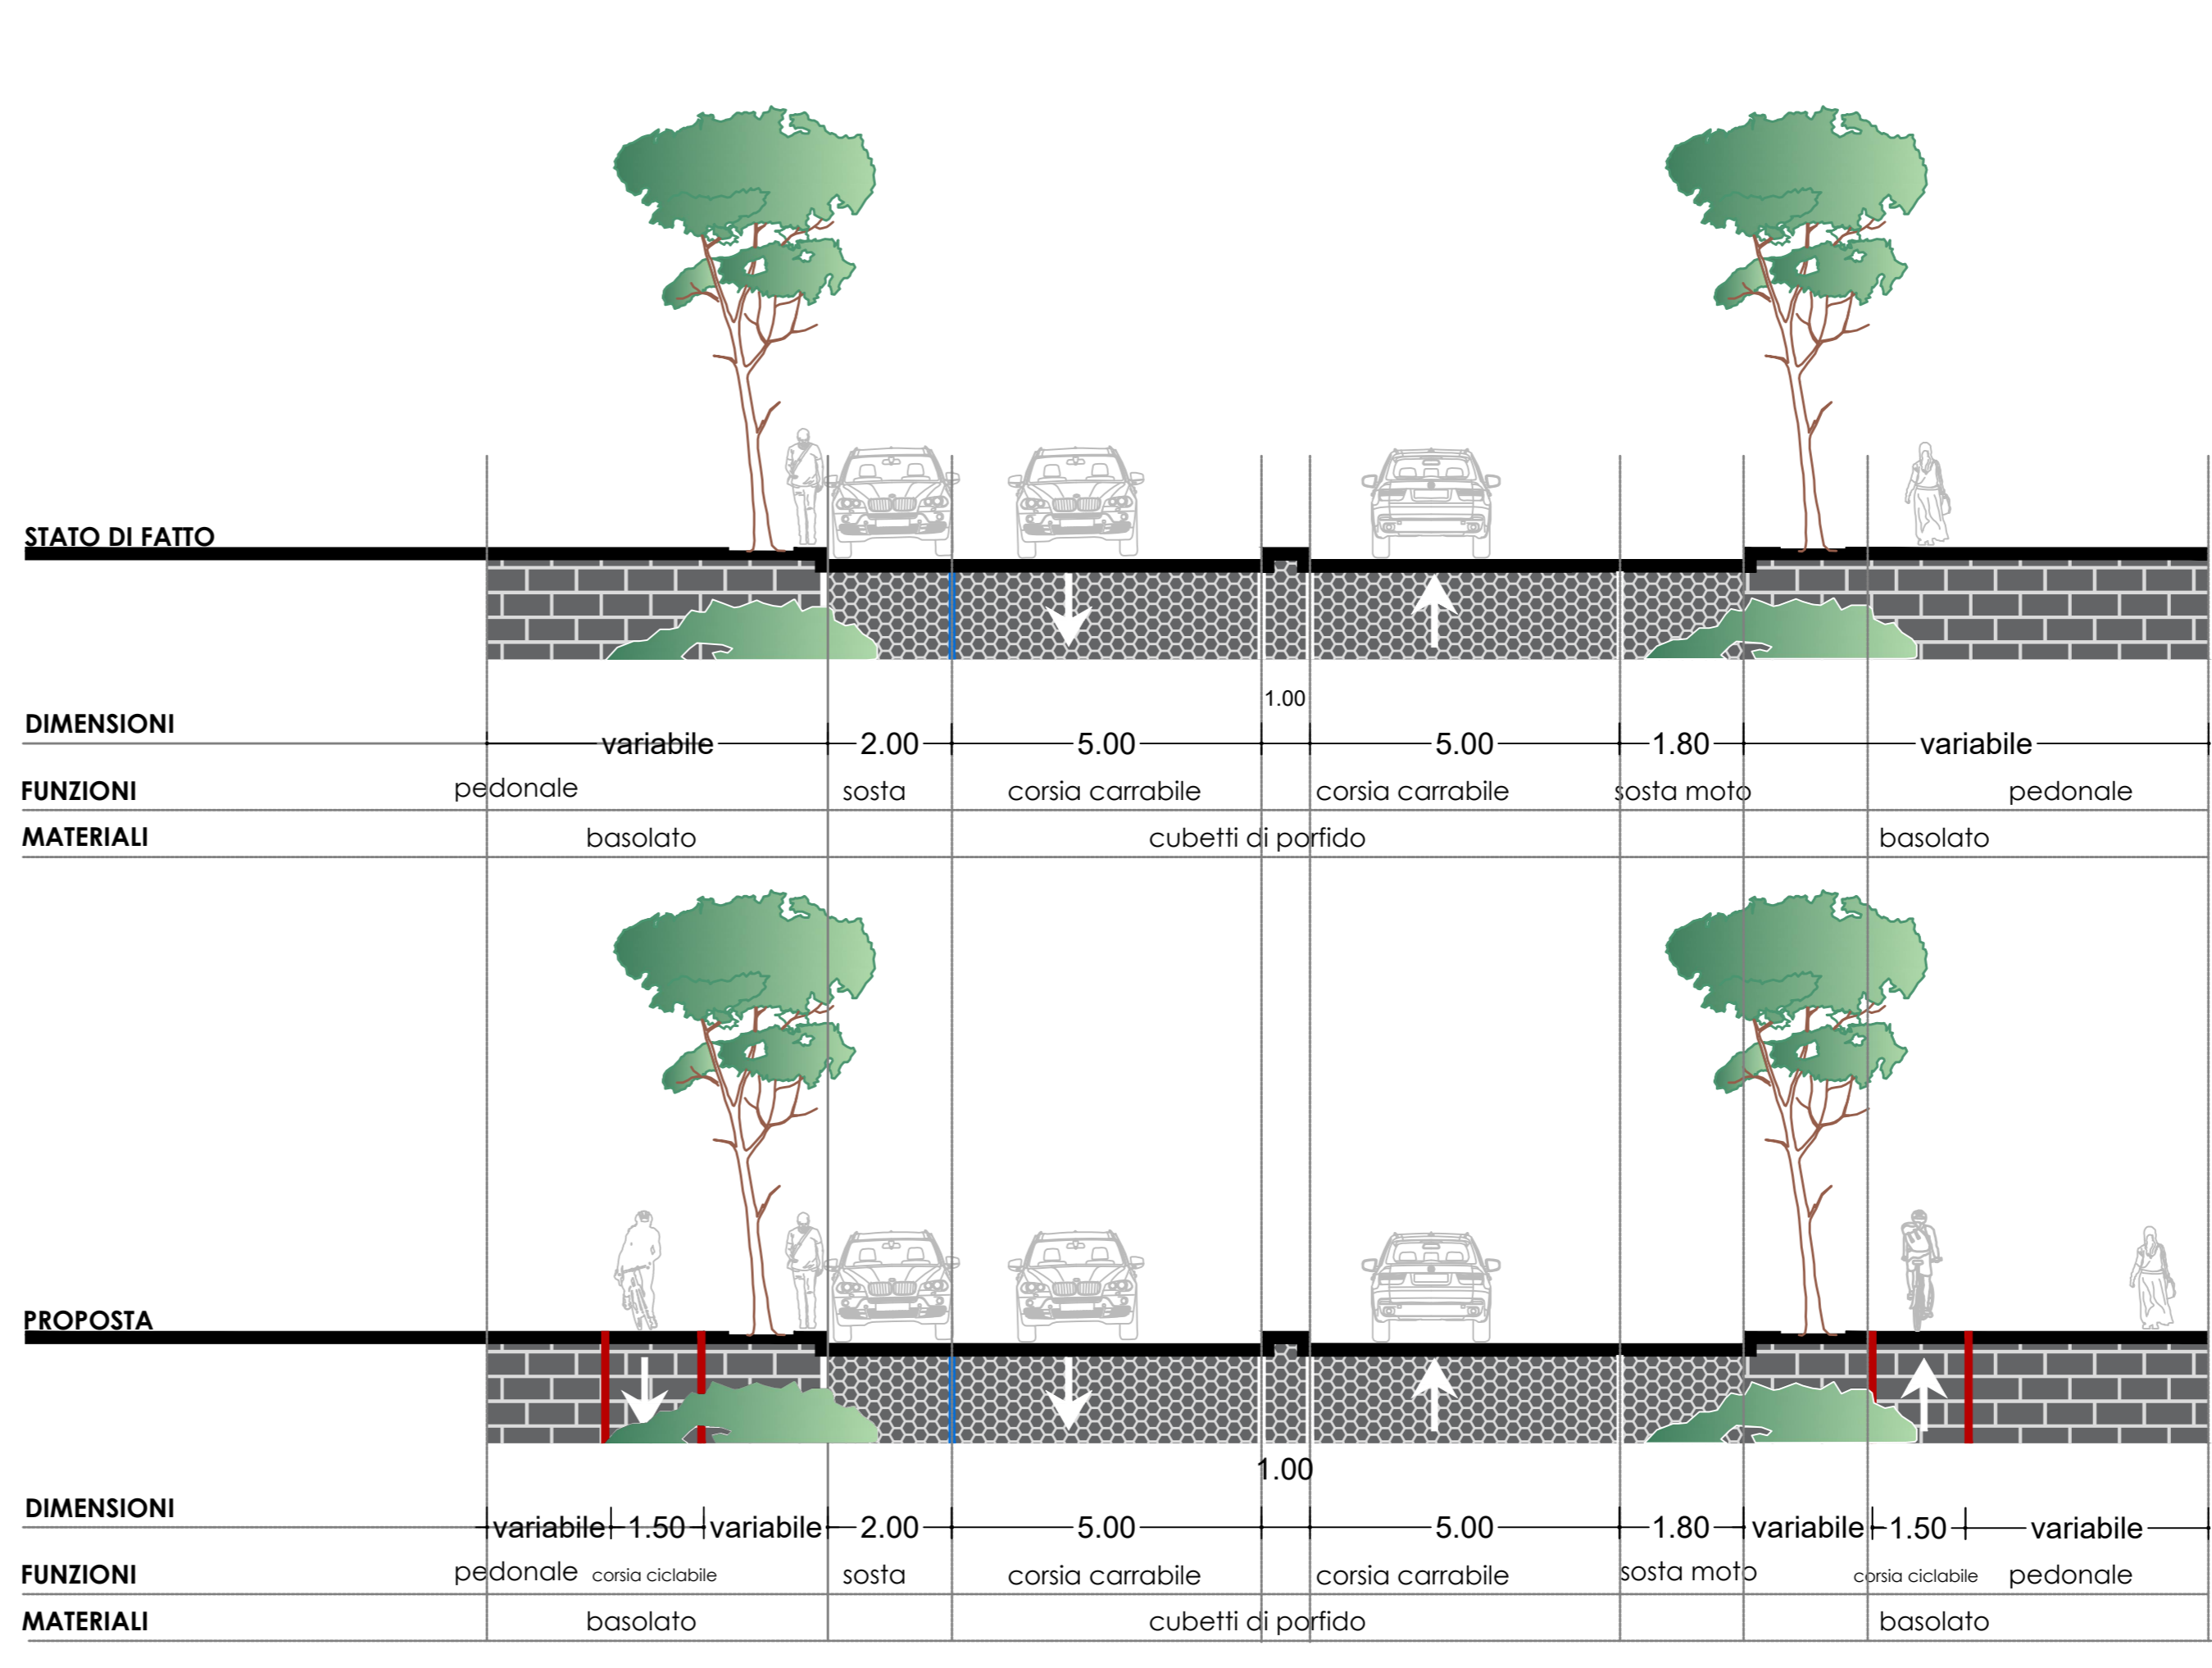 STATO DI FATTO
1.00
DIMENSIONI
variabile 2.00 5.00 5.00 1.80 variabile
FUNZIONI pedonale sosta corsia carrabile corsia carrabile sosta moto pedonale
MATERIALI basolato cubetti di porfido basolato
PROPOSTA
1.00
DIMENSIONI
variabile 1.50 variabile 2.00 5.00 5.00 1.80 variabile 1.50 variabile
FUNZIONI pedonale corsia ciclabile sosta corsia carrabile corsia carrabile sosta moto corsia ciclabile pedonale
MATERIALI basolato cubetti di porfido basolato